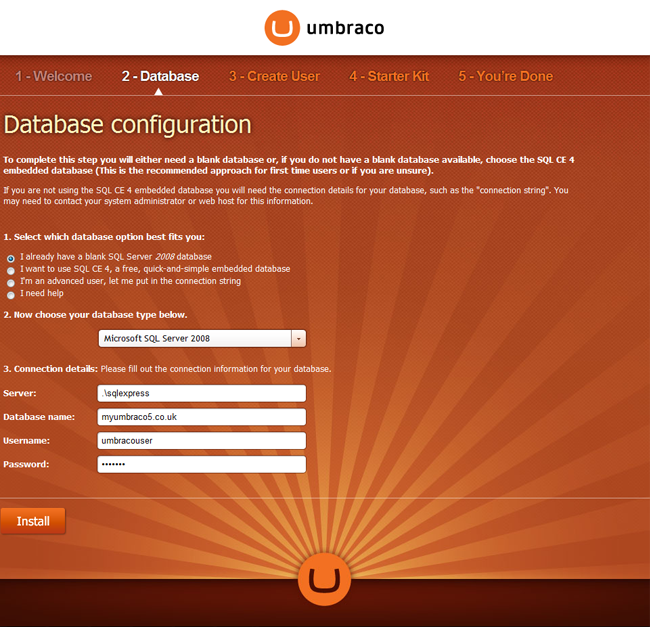 umbraco
1 - Welcome 2 - Database 3 - Create User 4 - Starter Kit 5 - You're Done
Database configuration
To complete this step you will either need a blank database or, if you do not have a blank database available, choose the SQL CE 4
embedded database (This is the recommended approach for first time users or if you are unsure).
If you are not using the SQL CE 4 embedded database you will need the connection details for your database, such as the "connection string". You
may need to contact your system administrator or web host for this information.
1. Select which database option best fits you:
I already have a blank SQL Server 2008 database
I want to use SQL CE 4, a free, quick-and-simple embedded database
I'm an advanced user, let me put in the connection string
I need help
2. Now choose your database type below.
Microsoft SQL Server 2008
3. Connection details: Please fill out the connection information for your database.
Server: .\sqlexpress
Database name: myumbraco5.co.uk
Username: umbracouser
Password: •••••••
Install